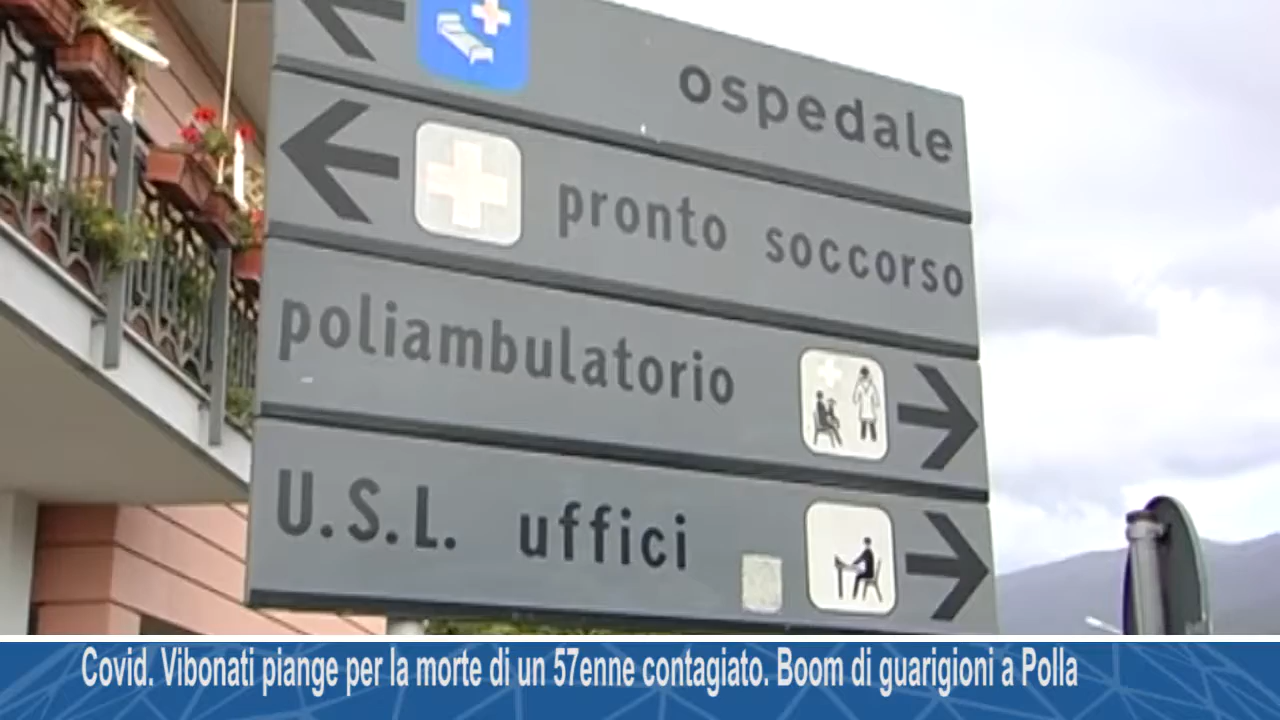 ospedale
pronto soccorso
poliambulatorio
U.S.L. uffici
Covid. Vibonati piange per la morte di un 57enne contagiato. Boom di guarigioni a Polla